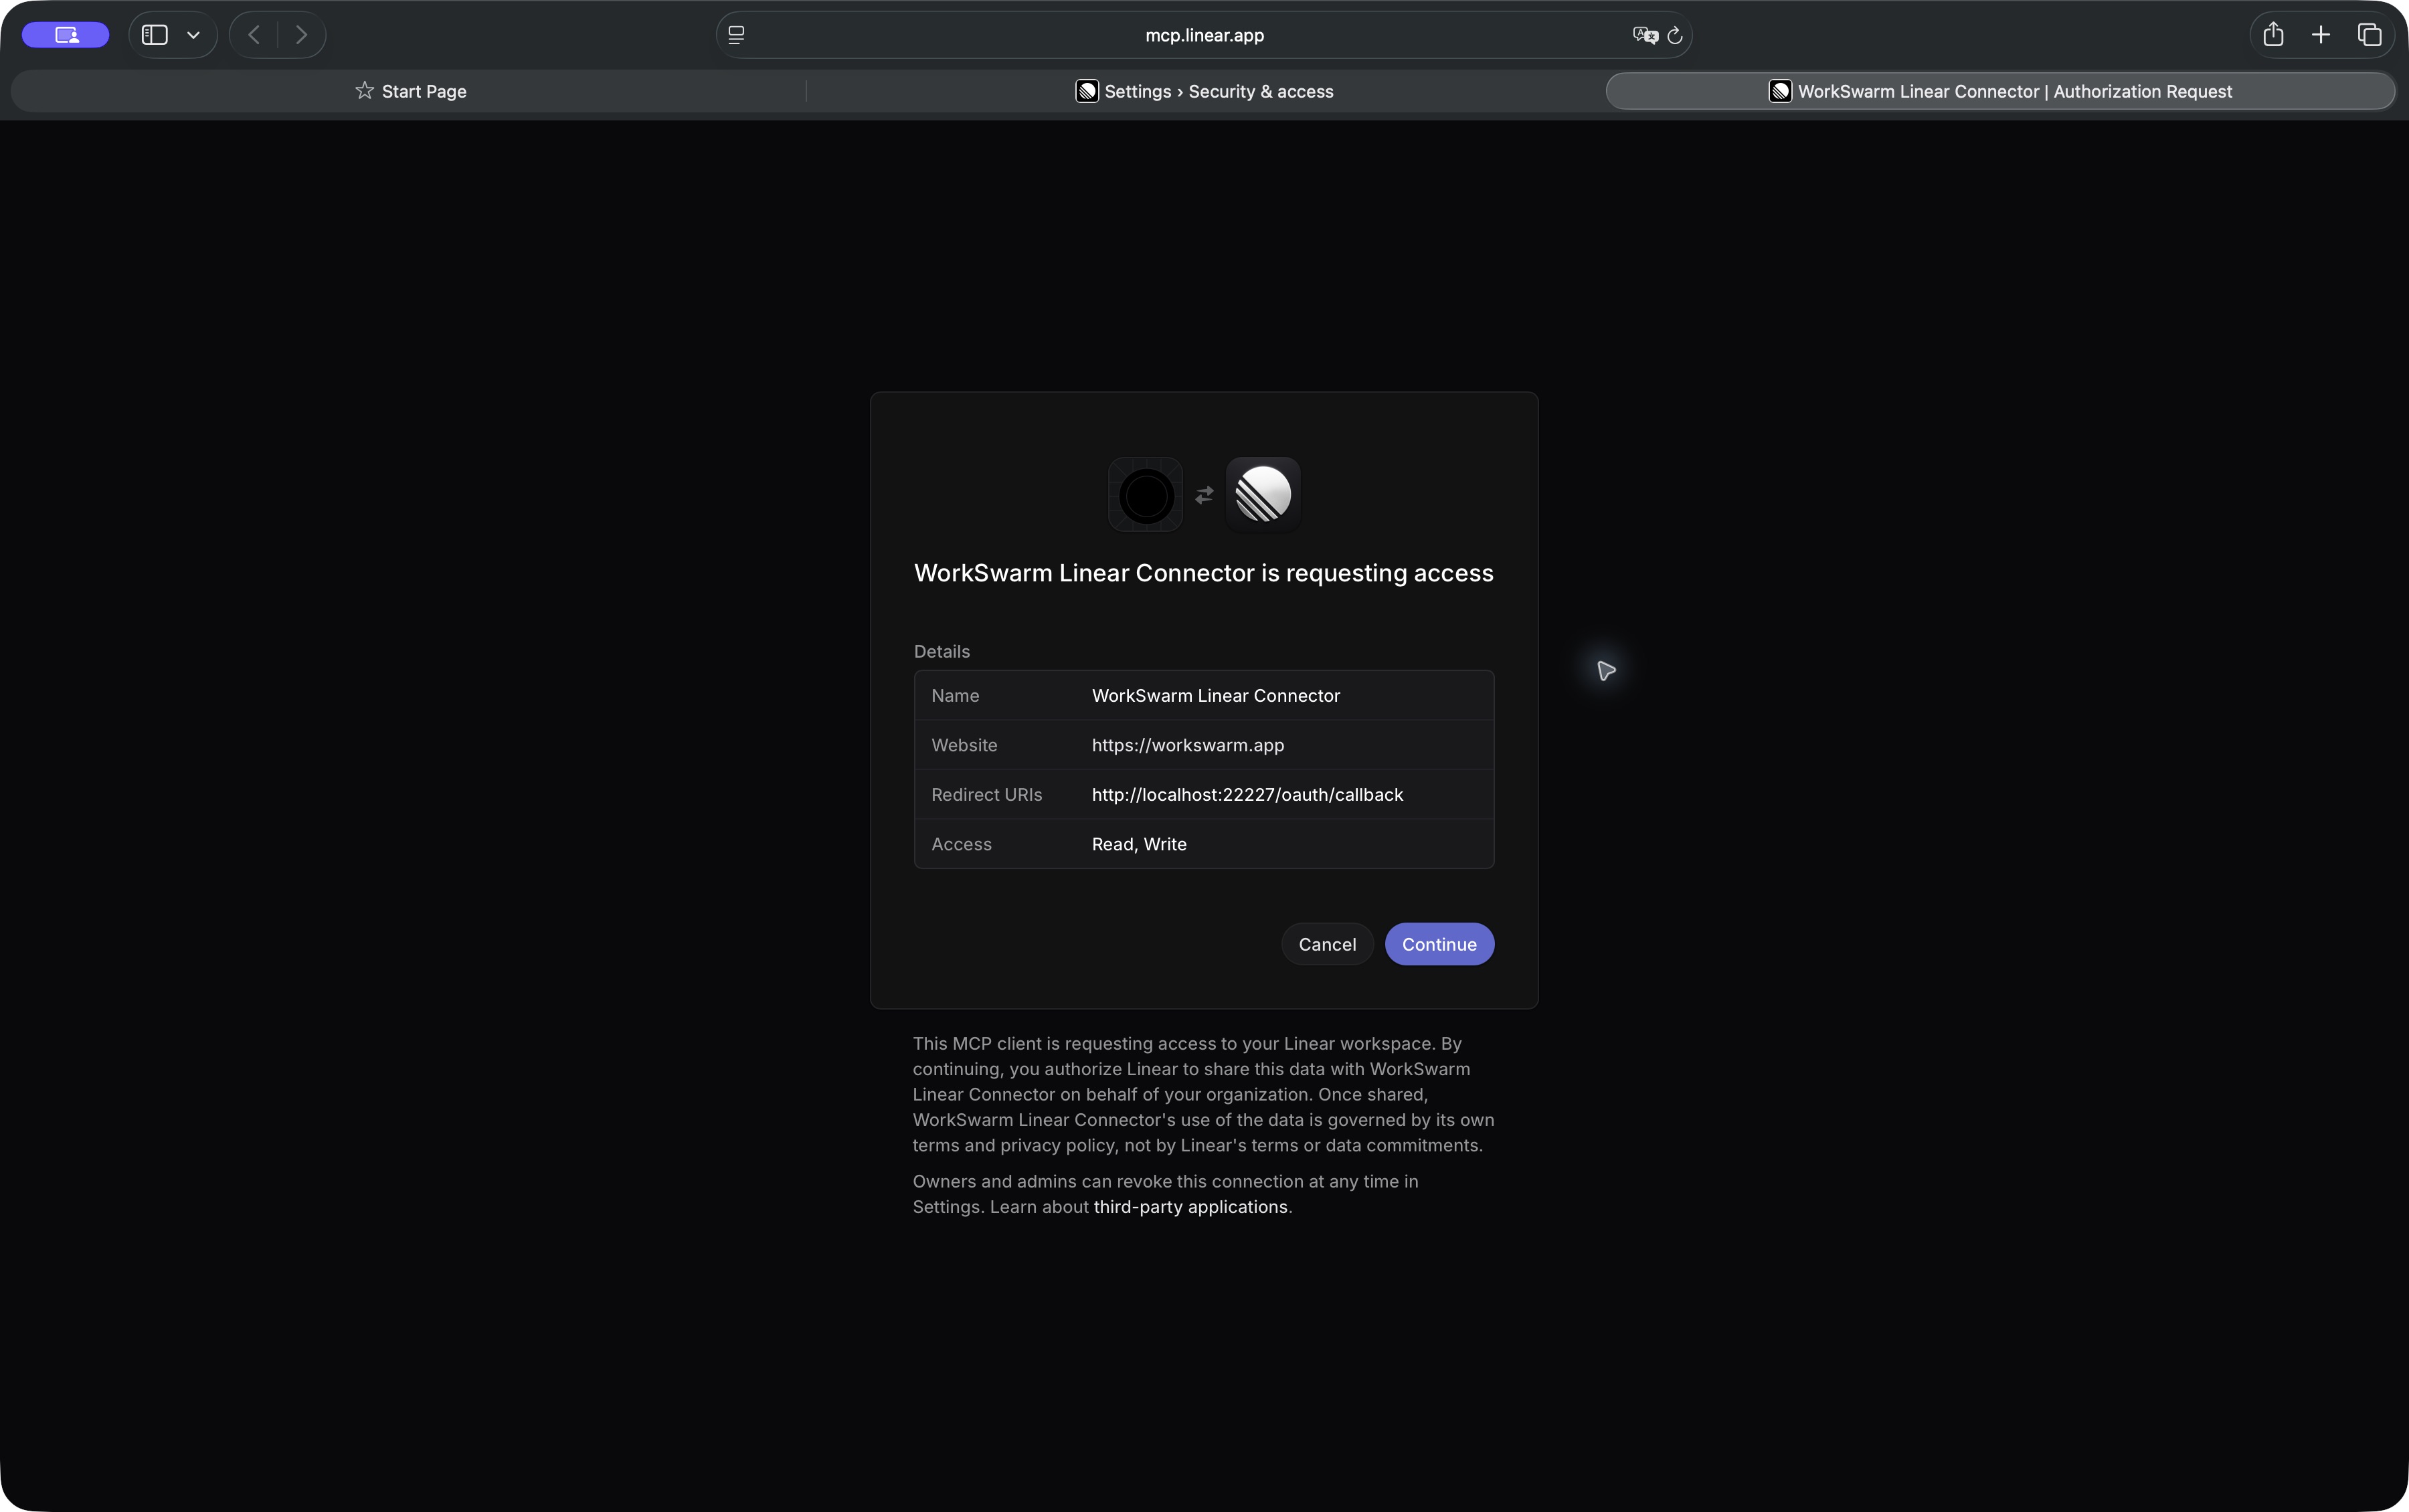 mcp.linear.app
Start Page
Settings › Security & access
WorkSwarm Linear Connector | Authorization Request
WorkSwarm Linear Connector is requesting access
Details
Name WorkSwarm Linear Connector
Website https://workswarm.app
Redirect URIs http://localhost:22227/oauth/callback
Access Read, Write
Cancel Continue
This MCP client is requesting access to your Linear workspace. By
continuing, you authorize Linear to share this data with WorkSwarm
Linear Connector on behalf of your organization. Once shared,
WorkSwarm Linear Connector's use of the data is governed by its own
terms and privacy policy, not by Linear's terms or data commitments.
Owners and admins can revoke this connection at any time in
Settings. Learn about third-party applications.